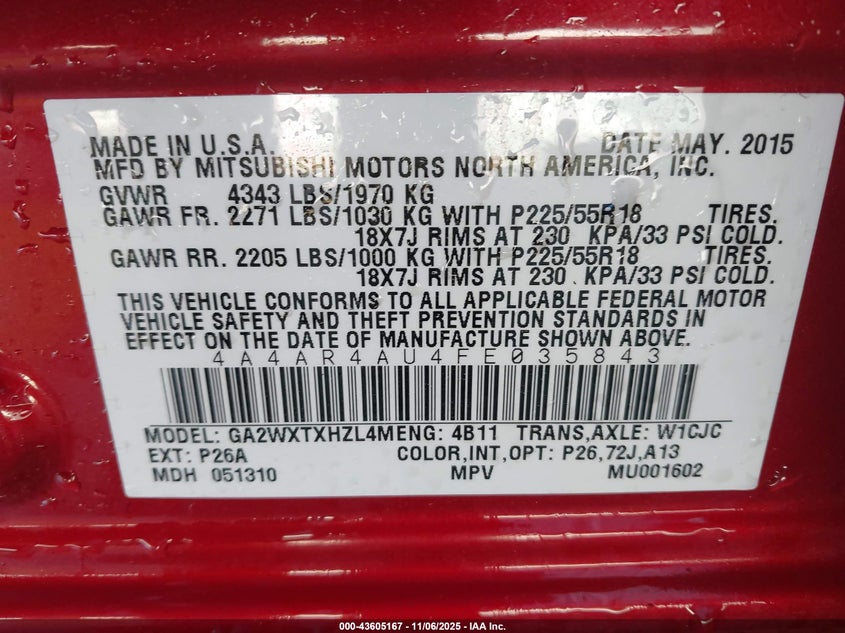 MADE IN U.S.A. DATE MAY. 2015
MFD BY MITSUBISHI MOTORS NORTH AMERICA, INC.
GVWR 4343 LBS/1970 KG
GAWR FR. 2271 LBS/1030 KG WITH P225/55R18 TIRES.
18X7J RIMS AT 230 KPA/33 PSI COLD.
GAWR RR. 2205 LBS/1000 KG WITH P225/55R18 TIRES.
18X7J RIMS AT 230 KPA/33 PSI COLD.
THIS VEHICLE CONFORMS TO ALL APPLICABLE FEDERAL MOTOR
VEHICLE SAFETY AND THEFT PREVENTION STANDARDS IN
EFFECT ON THE DATE OF MANUFACTURE SHOWN ABOVE.
4A4AR4AU4FE035843
MODEL: GA2WXTXHZL4MENG: 4B11 TRANS,AXLE: W1CJC
EXT: P26A COLOR,INT,OPT: P26,72J,A13
MDH 051310 MPV MU001602
000-43605167 - 11/06/2025 - IAA Inc.